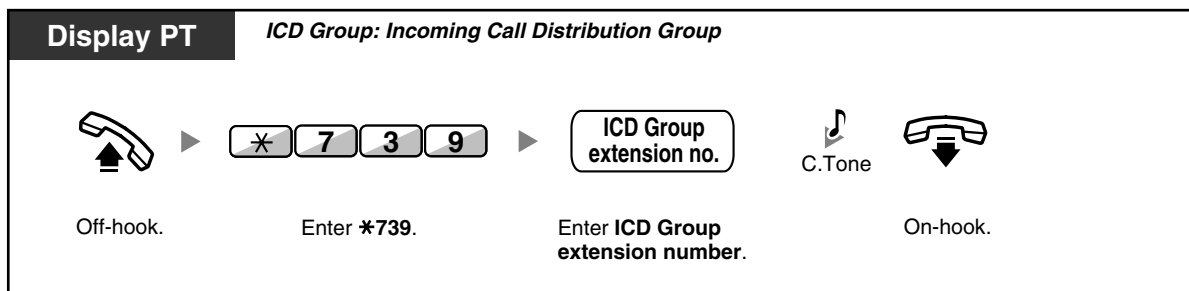 Display PT
ICD Group: Incoming Call Distribution Group
* 7 3 9
ICD Group
extension no.
C.Tone
Off-hook.
Enter *739.
Enter ICD Group
extension number.
On-hook.